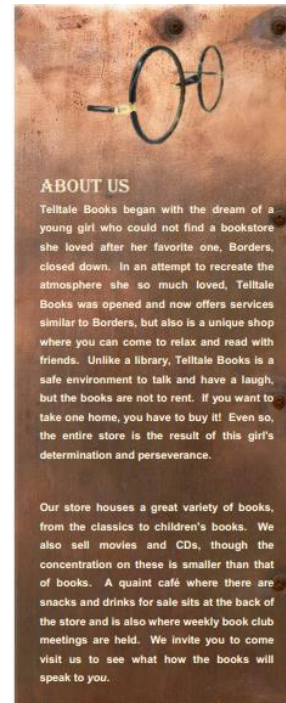 ABOUT US
Telltale Books began with the dream of a
young girl who could not find a bookstore
she loved after her favorite one, Borders,
closed down. In an attempt to recreate the
atmosphere she so much loved, Telltale
Books was opened and now offers services
similar to Borders, but also is a unique shop
where you can come to relax and read with
friends. Unlike a library, Telltale Books is a
safe environment to talk and have a laugh,
but the books are not to rent. If you want to
take one home, you have to buy it! Even so,
the entire store is the result of this girl's
determination and perseverance.
Our store houses a great variety of books,
from the classics to children's books. We
also sell movies and CDs, though the
concentration on these is smaller than that
of books. A quaint café where there are
snacks and drinks for sale sits at the back of
the store and is also where weekly book club
meetings are held. We invite you to come
visit us to see what how the books will
speak to you.